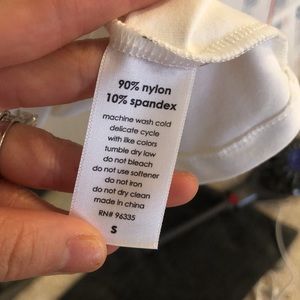 90% nylon
10% spandex
machine wash cold
delicate cycle
with like colors
tumble dry low
do not bleach
do not use softener
do not iron
do not dry clean
made in china
RN# 96335
S